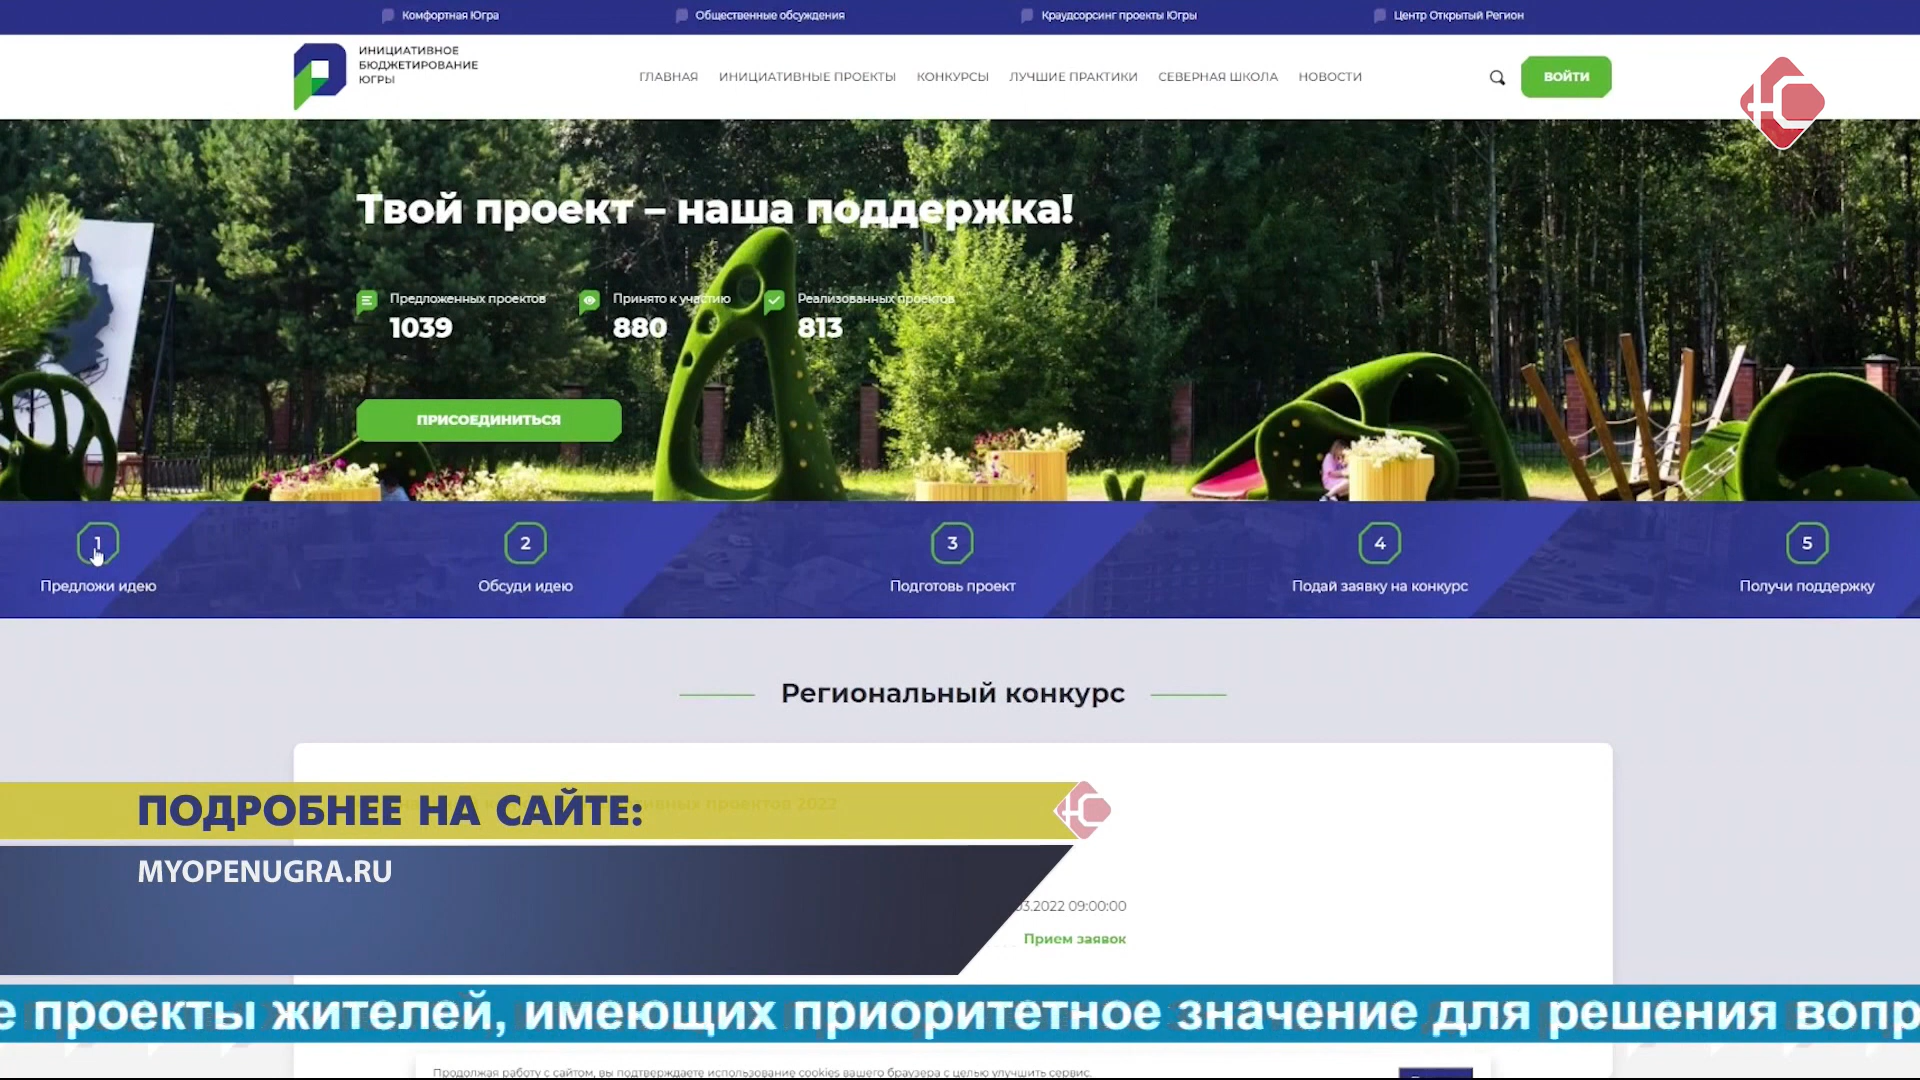 Комфортная Югра
Общественные обсуждения
Краудсорсинг проекты Югры
Центр Открытый Регион
ИНИЦИАТИВНОЕ
БЮДЖЕТИРОВАНИЕ
ЮГРЫ
ГЛАВНАЯ
ИНИЦИАТИВНЫЕ ПРОЕКТЫ
КОНКУРСЫ
ЛУЧШИЕ ПРАКТИКИ
СЕВЕРНАЯ ШКОЛА
НОВОСТИ
ВОЙТИ
Твой проект – наша поддержка!
Предложенных проектов
1039
Принято к участию
880
Реализованных проектов
813
ПРИСОЕДИНИТЬСЯ
1
Предложи идею
2
Обсуди идею
3
Подготовь проект
4
Подай заявку на конкурс
5
Получи поддержку
Региональный конкурс
проектов 2022
ПОДРОБНЕЕ НА САЙТЕ:
MYOPENUGRA.RU
03.2022 09:00:00
Прием заявок
е проекты жителей, имеющих приоритетное значение для решения вопр
Продолжая работу с сайтом, вы подтверждаете использование cookies вашего браузера с целью улучшить сервис.